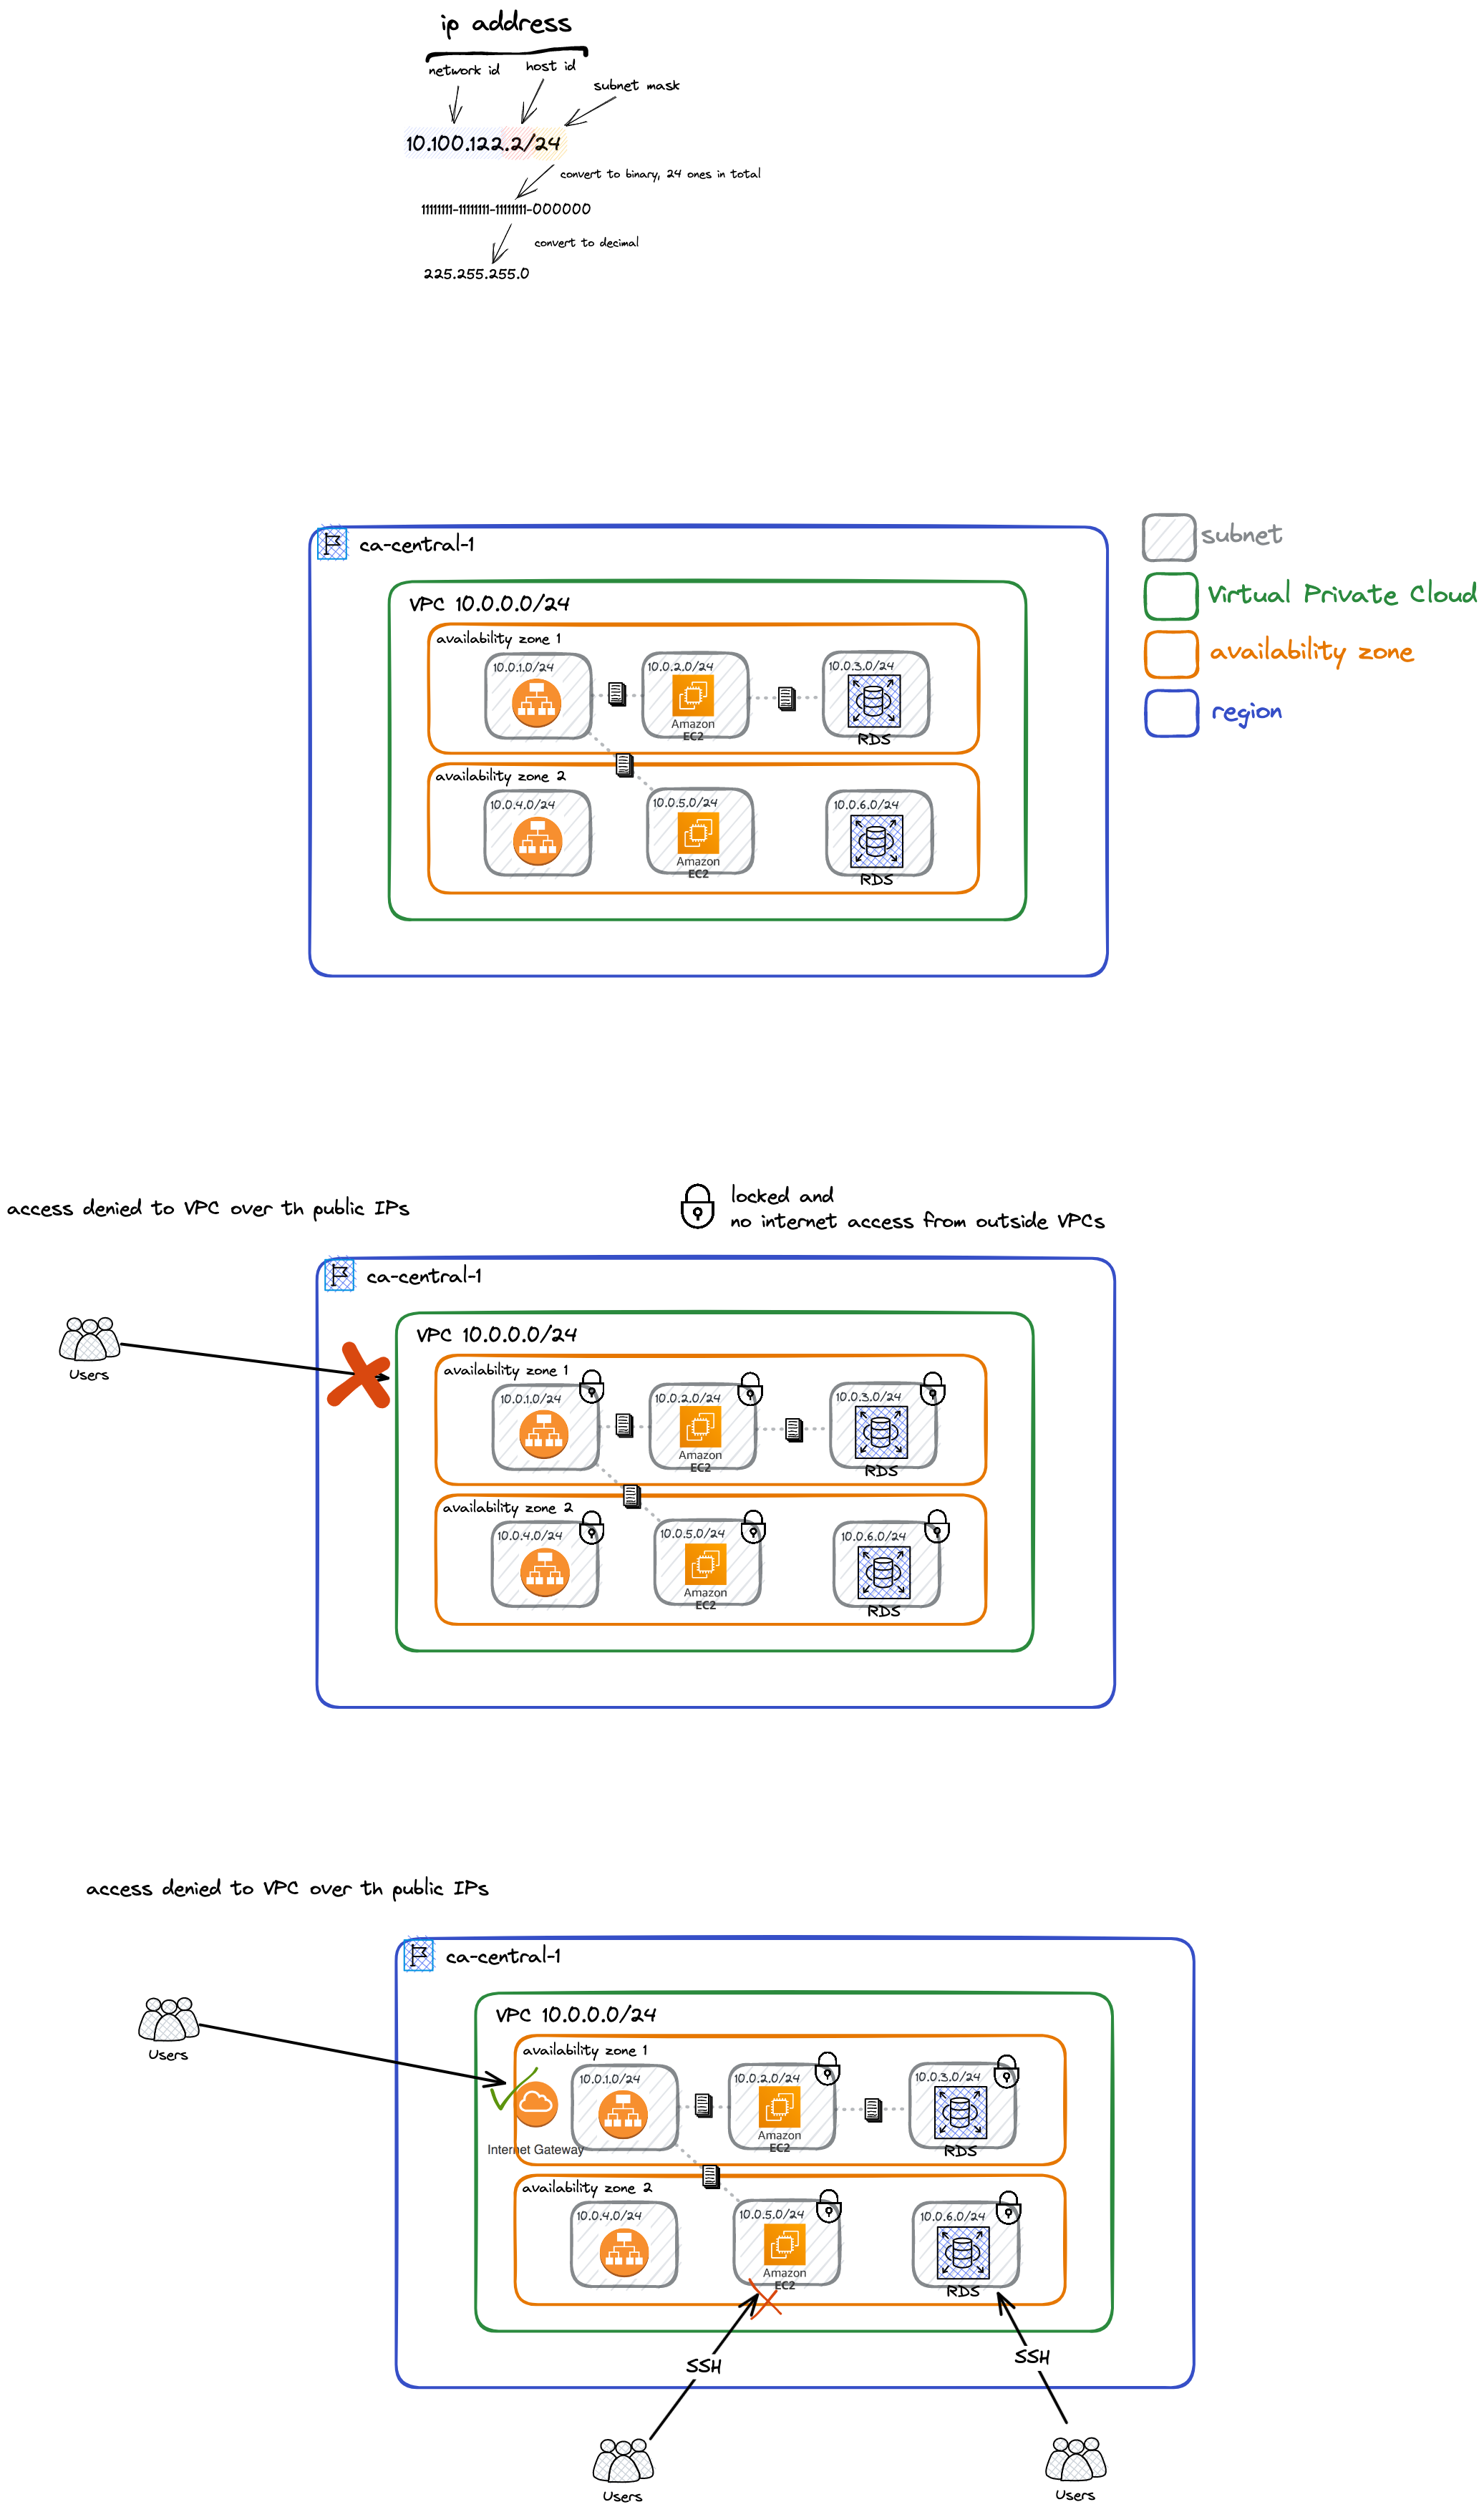 ip address
network id
host id
subnet mask
10.100.122.2/24
convert to binary, 24 ones in total
11111111-11111111-11111111-000000
convert to decimal
225.255.255.0
ca-central-1
subnet
Virtual Private Cloud
availability zone
region
VPC 10.0.0.0/24
availability zone 1
10.0.1.0/24
10.0.2.0/24
10.0.3.0/24
Amazon
EC2
RDS
availability zone 2
10.0.4.0/24
10.0.5.0/24
10.0.6.0/24
Amazon
EC2
RDS
access denied to VPC over th public IPs
locked and
no internet access from outside VPCs
ca-central-1
Users
VPC 10.0.0.0/24
availability zone 1
10.0.1.0/24
10.0.2.0/24
10.0.3.0/24
Amazon
EC2
RDS
availability zone 2
10.0.4.0/24
10.0.5.0/24
10.0.6.0/24
Amazon
EC2
RDS
access denied to VPC over th public IPs
ca-central-1
Users
VPC 10.0.0.0/24
availability zone 1
10.0.1.0/24
10.0.2.0/24
10.0.3.0/24
Amazon
EC2
RDS
Internet Gateway
availability zone 2
10.0.4.0/24
10.0.5.0/24
10.0.6.0/24
Amazon
EC2
RDS
SSH
SSH
Users
Users